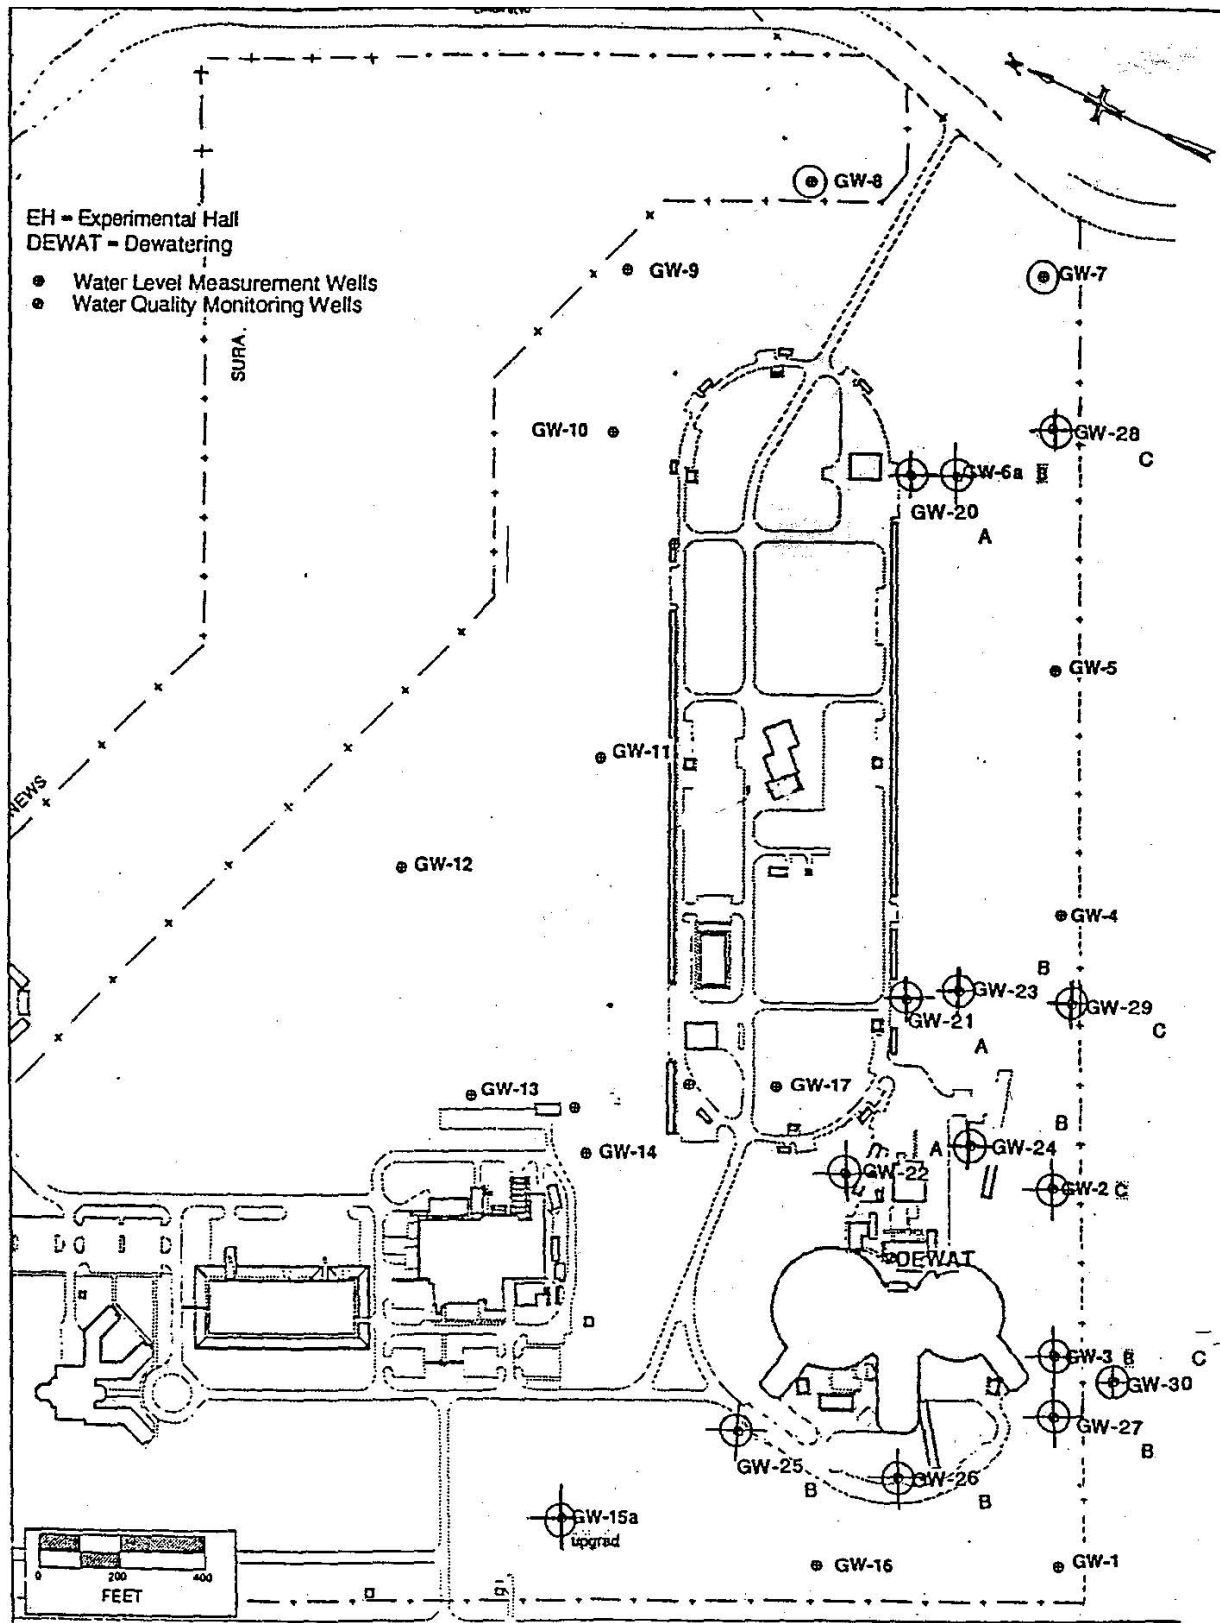 GW-8
EH = Experimental Hall
DEWAT = Dewatering
GW-9
Water Level Measurement Wells
GW-7
Water Quality Monitoring Wells
SURA
GW-10
GW-28
C
GW-6a
GW-20
A
GW-5
GW-11
NEWS
GW-12
GW-4
B
GW-23
GW-29
GW-21
C
A
GW-17
GW-13
B
GW-14
A
GW-24
GW-22
GW-2 C
DEWAT
GW-3 B
C
GW-30
GW-27
B
GW-25
GW-26
B
B
GW-15a
upgrad
GW-16
GW-1
0 200 400
FEET